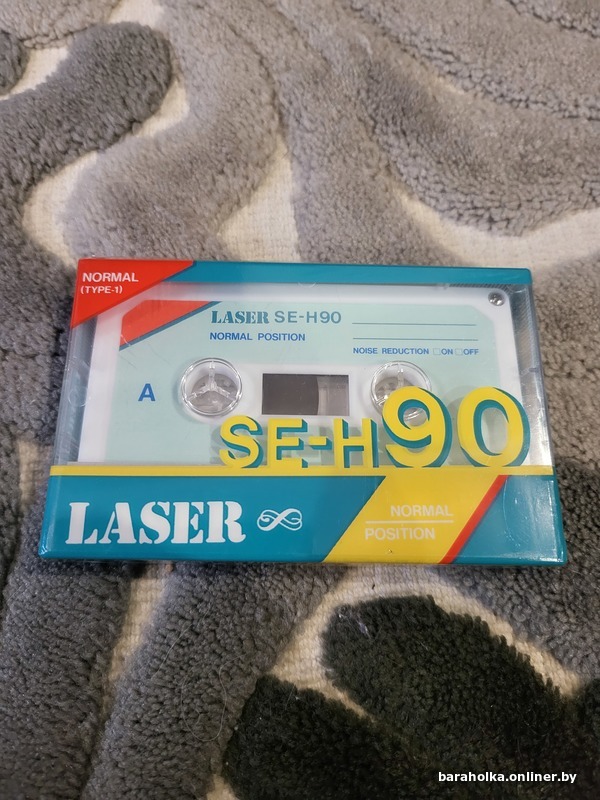 NORMAL
(TYPE-1)
LASER SE-H90
NORMAL POSITION
NOISE REDUCTION □ON □OFF
A
SE-H90
LASER
NORMAL
POSITION
baraholka.onliner.by